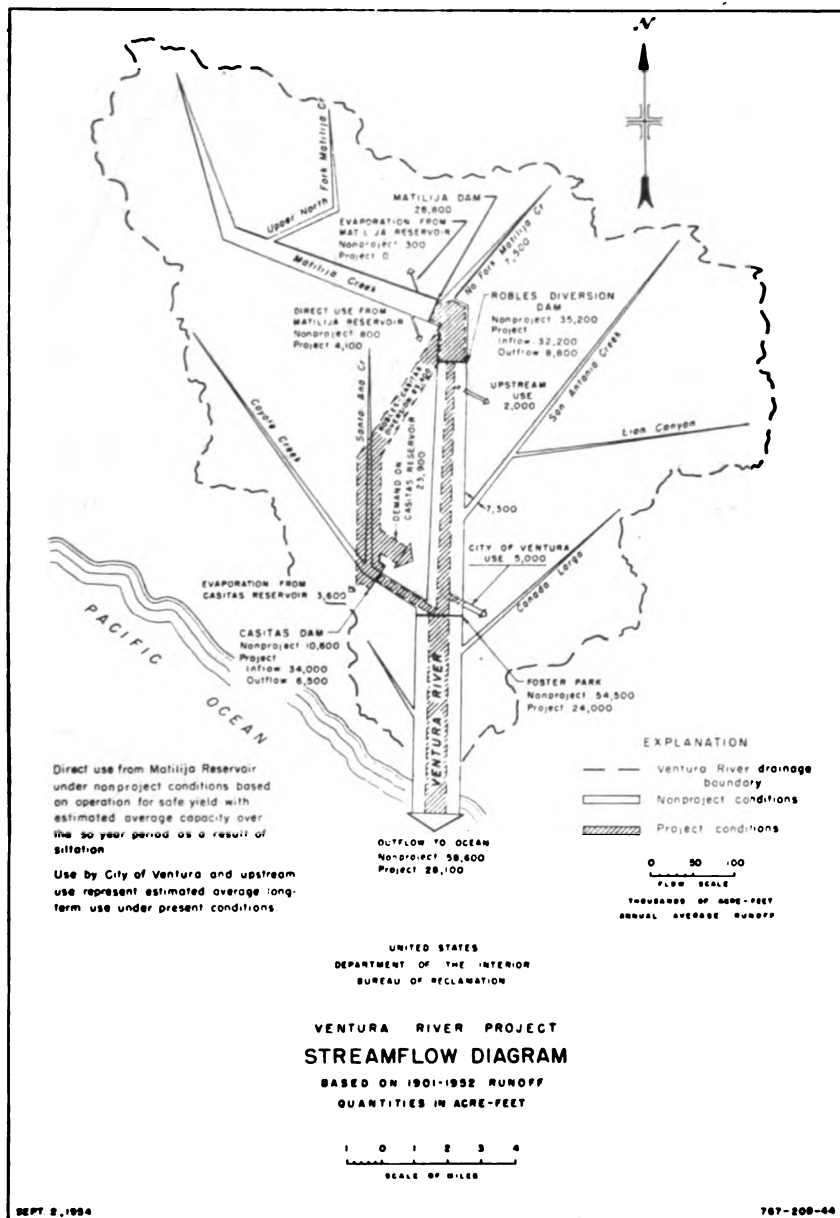 N
Upper North Fork Matilija Cr
MATILIJA DAM
28,800
EVAPORATION FROM
MATILIJA RESERVOIR
Nonproject 300
Project 0
No Fork Matilija Cr
7,500
Matilija Creek
DIRECT USE FROM
MATILIJA RESERVOIR
Nonproject 800
Project 4,100
ROBLES DIVERSION
DAM
Nonproject 35,200
Project
Inflow 32,200
Outflow 8,800
Santa Ana Cr
ROBLES-CASITAS
DIVERSION 23,400
UPSTREAM
USE
2,000
San Antonio Creek
Lion Canyon
Coyote Creek
DEMAND ON
CASITAS RESERVOIR
23,900
7,300
CITY OF VENTURA
USE 5,000
Canada Larga
EVAPORATION FROM
CASITAS RESERVOIR 3,600
CASITAS DAM
Nonproject 10,600
Project
Inflow 34,000
Outflow 6,500
FOSTER PARK
Nonproject 54,500
Project 24,000
PACIFIC OCEAN
VENTURA RIVER
EXPLANATION
Ventura River drainage
boundary
Nonproject conditions
Project conditions
0 50 100
FLOW SCALE
THOUSANDS OF ACRE-FEET
ANNUAL AVERAGE RUNOFF
Direct use from Matilija Reservoir
under nonproject conditions based
on operation for safe yield with
estimated average capacity over
the 50 year period as a result of
siltation
Use by City of Ventura and upstream
use represent estimated average long-
term use under present conditions.
OUTFLOW TO OCEAN
Nonproject 58,600
Project 28,100
UNITED STATES
DEPARTMENT OF THE INTERIOR
BUREAU OF RECLAMATION
VENTURA RIVER PROJECT
STREAMFLOW DIAGRAM
BASED ON 1901-1952 RUNOFF
QUANTITIES IN ACRE-FEET
1 0 1 2 3 4
SCALE OF MILES
SEPT. 2, 1954
767-208-44